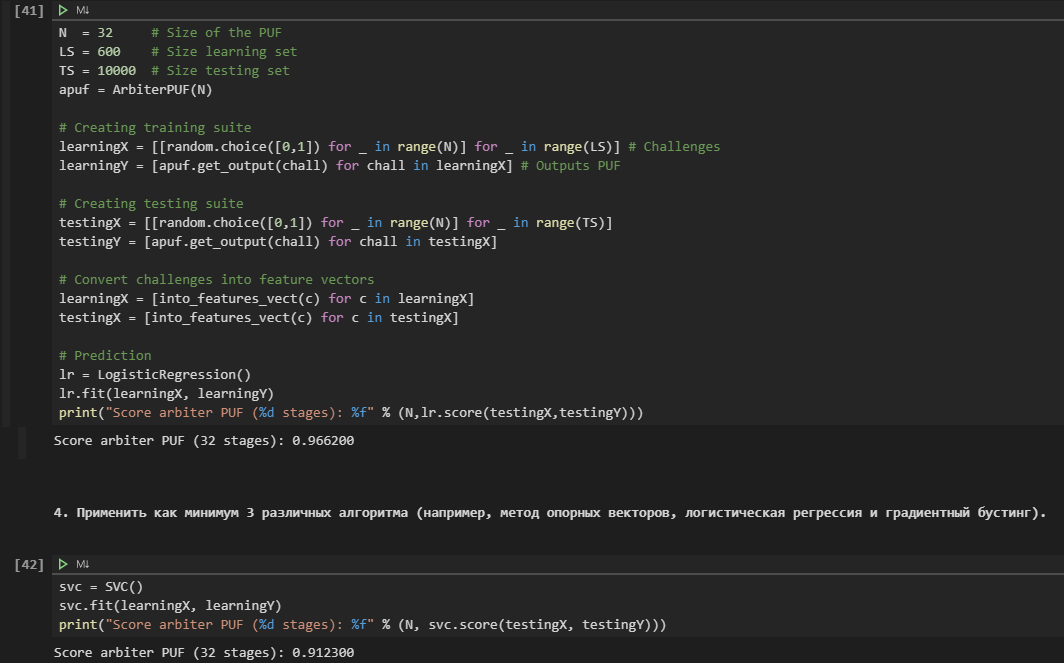 [41] M↓
N  = 32     # Size of the PUF
LS = 600    # Size learning set
TS = 10000  # Size testing set
apuf = ArbiterPUF(N)
# Creating training suite
learningX = [[random.choice([0,1]) for _ in range(N)] for _ in range(LS)] # Challenges
learningY = [apuf.get_output(chall) for chall in learningX] # Outputs PUF
# Creating testing suite
testingX = [[random.choice([0,1]) for _ in range(N)] for _ in range(TS)]
testingY = [apuf.get_output(chall) for chall in testingX]
# Convert challenges into feature vectors
learningX = [into_features_vect(c) for c in learningX]
testingX = [into_features_vect(c) for c in testingX]
# Prediction
lr = LogisticRegression()
lr.fit(learningX, learningY)
print("Score arbiter PUF (%d stages): %f" % (N,lr.score(testingX,testingY)))
Score arbiter PUF (32 stages): 0.966200
4. Применить как минимум 3 различных алгоритма (например, метод опорных векторов, логистическая регрессия и градиентный бустинг).
[42] M↓
svc = SVC()
svc.fit(learningX, learningY)
print("Score arbiter PUF (%d stages): %f" % (N, svc.score(testingX, testingY)))
Score arbiter PUF (32 stages): 0.912300